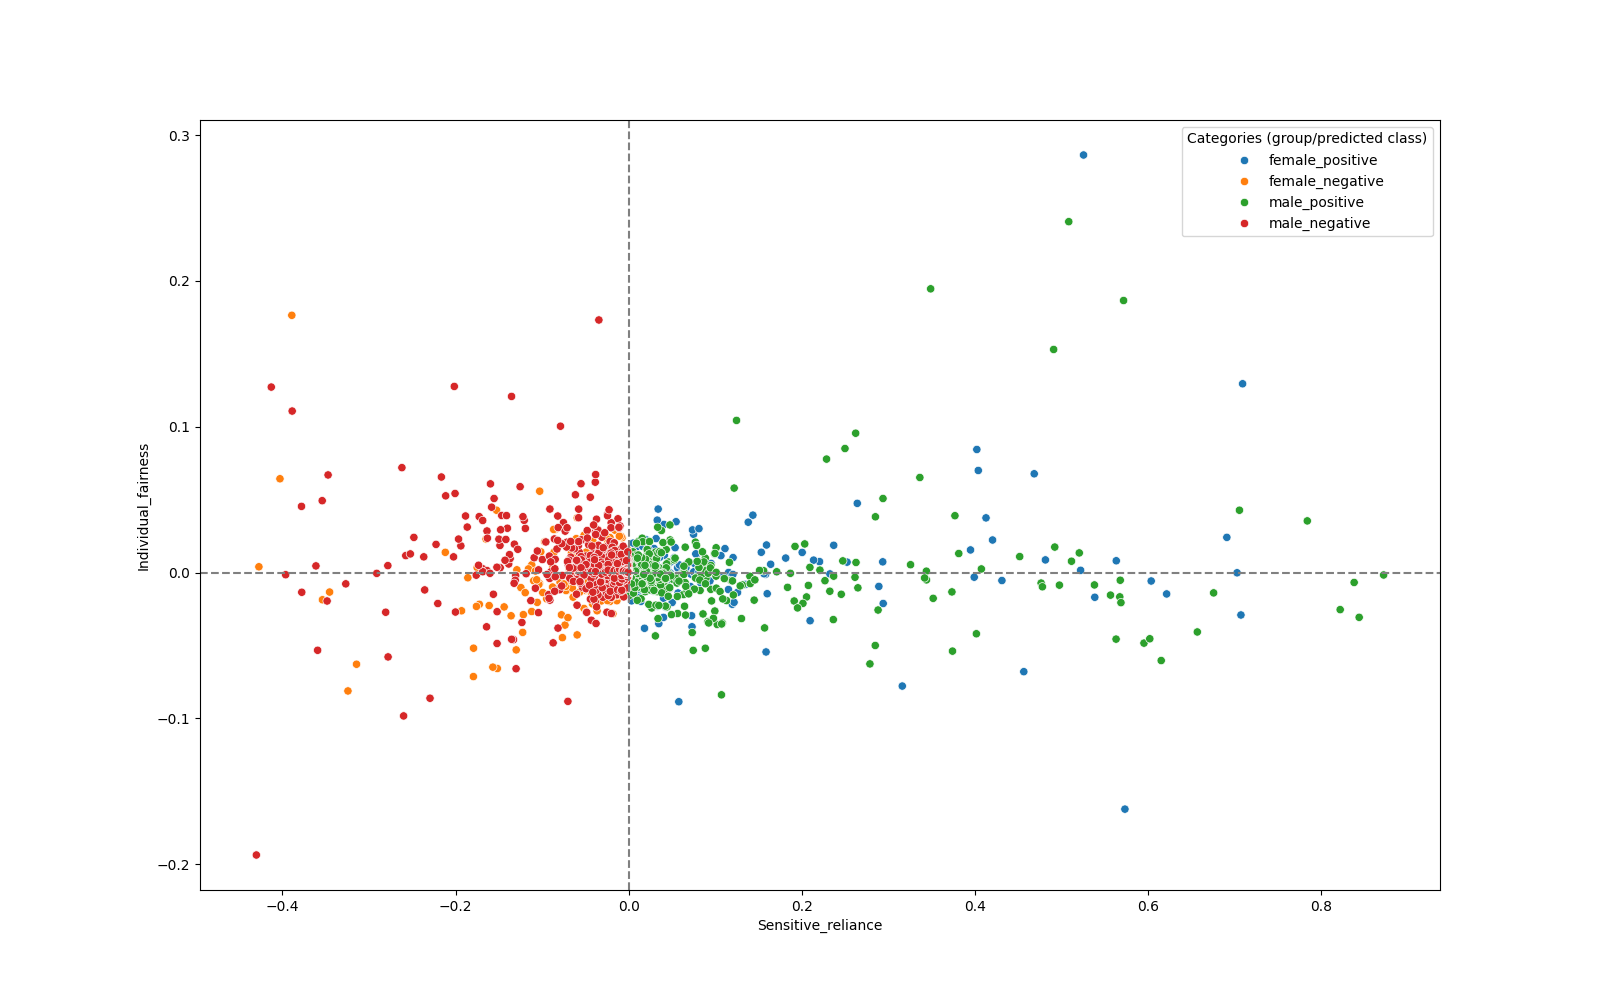 Categories (group/predicted class)
female_positive
female_negative
male_positive
male_negative
Individual_fairness
0.3
0.2
0.1
0.0
−0.1
−0.2
−0.4
−0.2
0.0
0.2
0.4
0.6
0.8
Sensitive_reliance